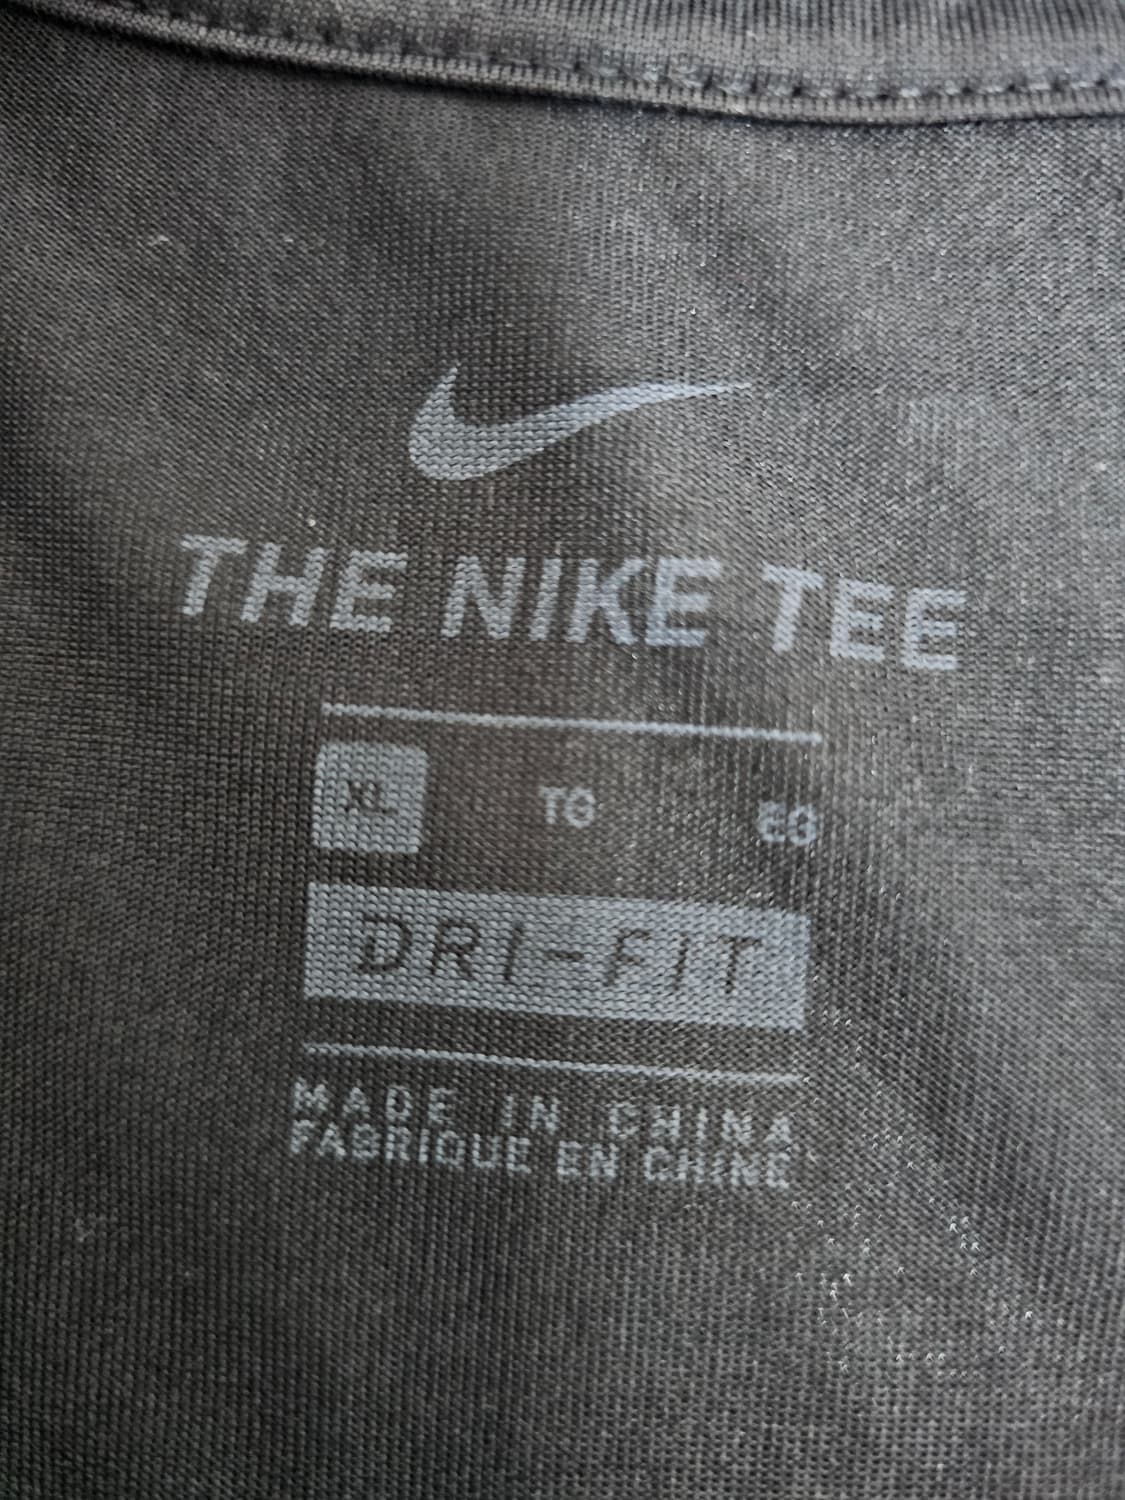 THE NIKE TEE
XL TG EG
DRI-FIT
MADE IN CHINA
FABRIQUE EN CHINE